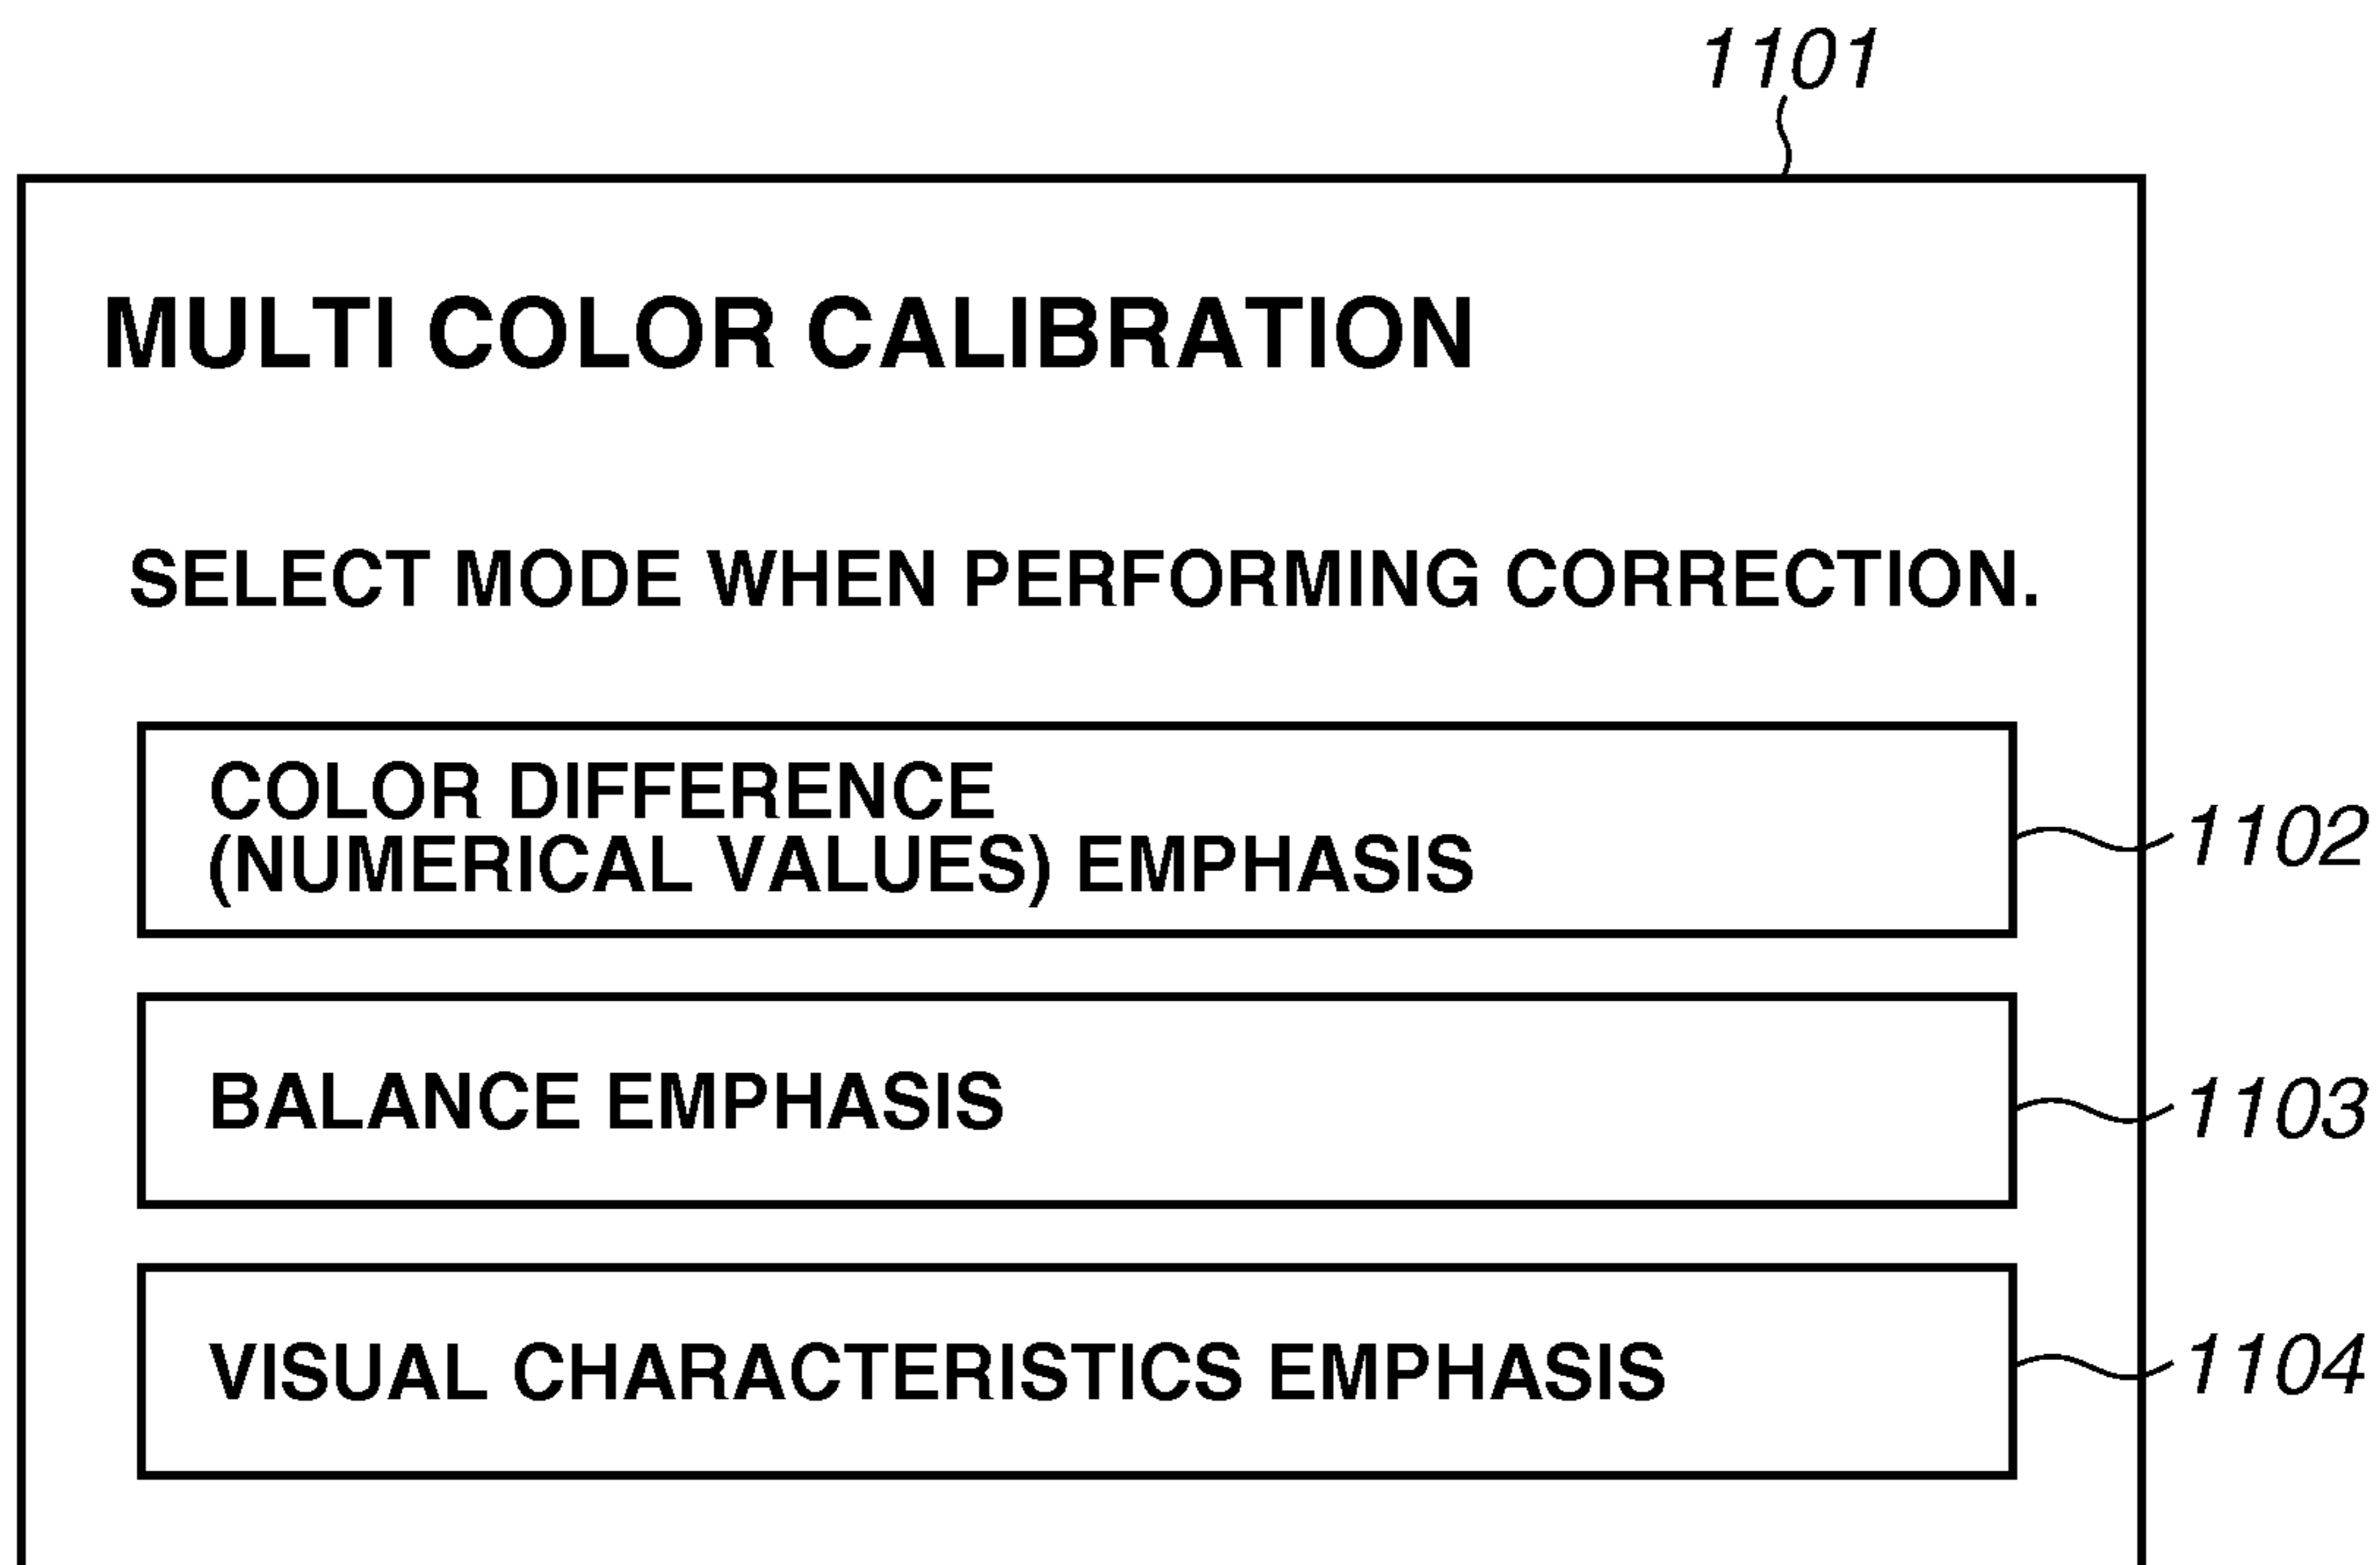 1101
MULTI COLOR CALIBRATION
SELECT MODE WHEN PERFORMING CORRECTION.
COLOR DIFFERENCE
(NUMERICAL VALUES) EMPHASIS
1102
BALANCE EMPHASIS
1103
VISUAL CHARACTERISTICS EMPHASIS
1104